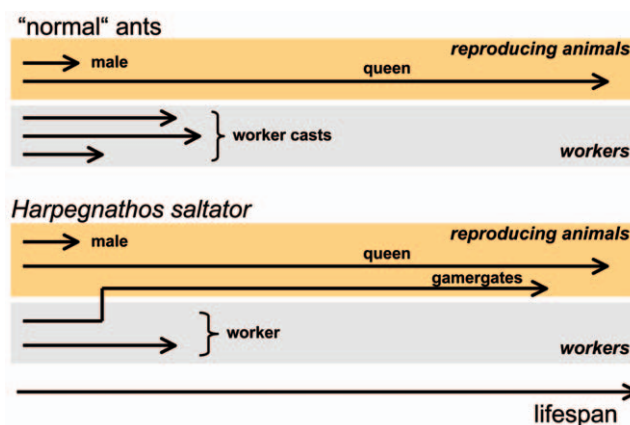 “normal“ ants
reproducing animals
male
queen
worker casts
workers
Harpegnathos saltator
reproducing animals
male
queen
gamergates
worker
workers
lifespan